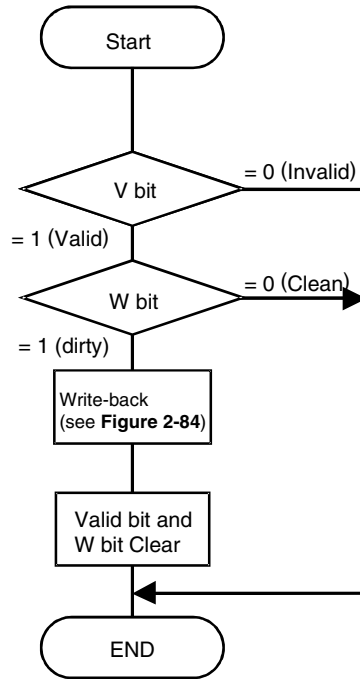 Start
V bit
= 0 (Invalid)
= 1 (Valid)
W bit
= 0 (Clean)
= 1 (dirty)
Write-back
(see Figure 2-84)
Valid bit and
W bit Clear
END